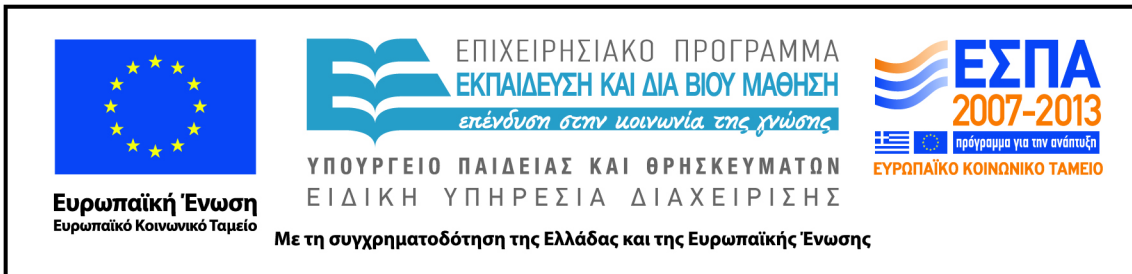 Ευρωπαϊκή Ένωση
Ευρωπαϊκό Κοινωνικό Ταμείο
ΕΠΙΧΕΙΡΗΣΙΑΚΟ ΠΡΟΓΡΑΜΜΑ
ΕΚΠΑΙΔΕΥΣΗ ΚΑΙ ΔΙΑ ΒΙΟΥ ΜΑΘΗΣΗ
επένδυση στην κοινωνία της γνώσης
ΥΠΟΥΡΓΕΙΟ ΠΑΙΔΕΙΑΣ ΚΑΙ ΘΡΗΣΚΕΥΜΑΤΩΝ
ΕΙΔΙΚΗ ΥΠΗΡΕΣΙΑ ΔΙΑΧΕΙΡΙΣΗΣ
ΕΣΠΑ
2007-2013
πρόγραμμα για την ανάπτυξη
ΕΥΡΩΠΑΪΚΟ ΚΟΙΝΩΝΙΚΟ ΤΑΜΕΙΟ
Με τη συγχρηματοδότηση της Ελλάδας και της Ευρωπαϊκής Ένωσης